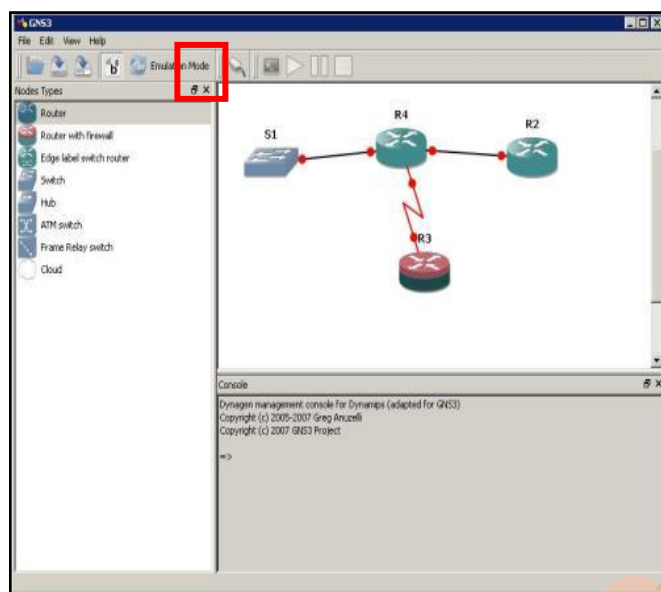 GNS3
File Edit View Help
Emulation Mode
Nodes Types
Router
Router with firewall
Edge label switch router
Switch
Hub
ATM switch
Frame Relay switch
Cloud
S1
R4
R2
R3
Console
Dynagen management console for Dynamips (adapted for GNS3)
Copyright (c) 2005-2007 Greg Anuzelli
Copyright (c) 2007 GNS3 Project
=>